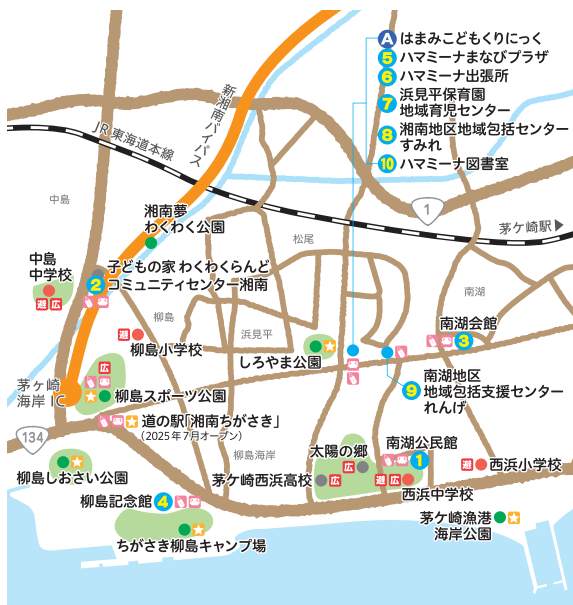 A はまみこどもくりにっく
5 ハマミーナまなびプラザ
6 ハマミーナ出張所
7 浜見平保育園
地域育児センター
8 湘南地区地域包括センター
すみれ
10 ハマミーナ図書室
新湘南バイパス
JR東海道本線
1
茅ケ崎駅▶
中島
湘南夢
わくわく公園
松尾
中島
中学校
避 広
子どもの家 わくわくらんど
2 コミュニティセンター湘南
南湖
柳島
浜見平
避
柳島小学校
しろやま公園
南湖会館
3
茅ケ崎
海岸IC
広
柳島スポーツ公園
9
南湖地区
地域包括支援センター
れんげ
道の駅「湘南ちがさき」
(2025年7月オープン)
134
柳島海岸
太陽の郷
広
南湖公民館
1
柳島しおさい公園
茅ケ崎西浜高校
広
避 広
西浜中学校
避
西浜小学校
柳島記念館 4
茅ケ崎漁港
海岸公園
ちがさき柳島キャンプ場